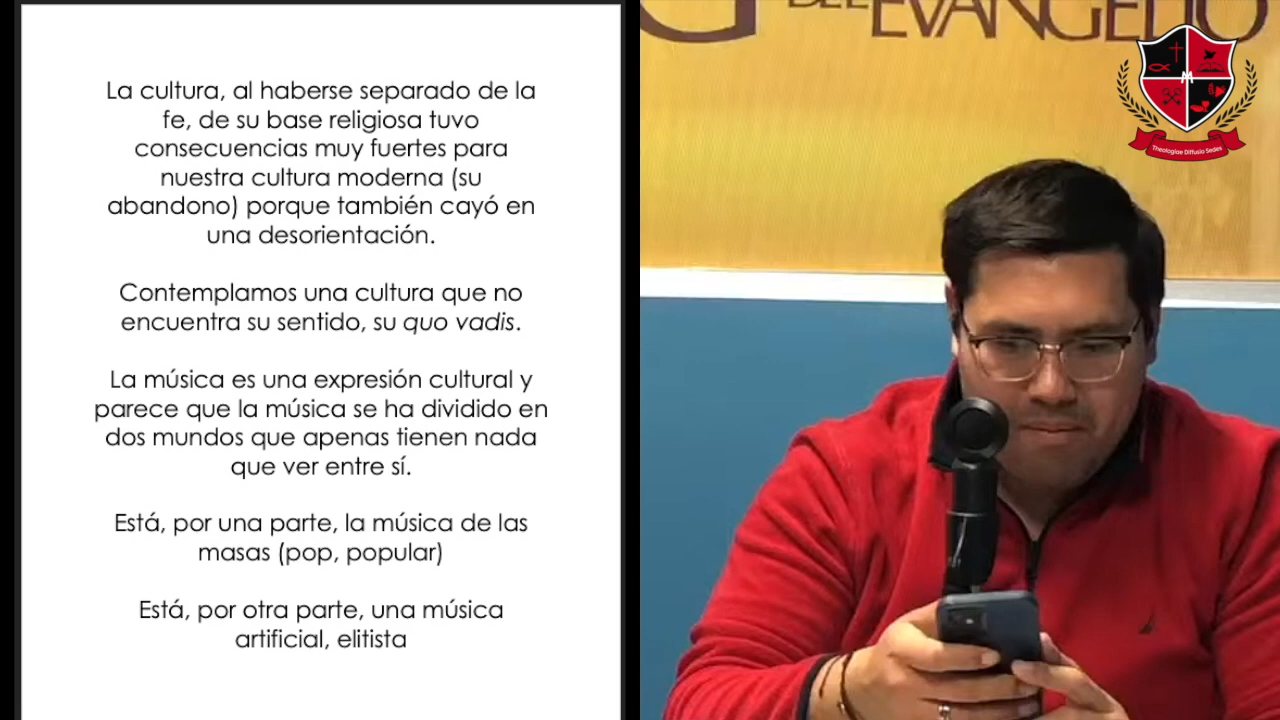 La cultura, al haberse separado de la
fe, de su base religiosa tuvo
consecuencias muy fuertes para
nuestra cultura moderna (su
abandono) porque también cayó en
una desorientación.
Contemplamos una cultura que no
encuentra su sentido, su quo vadis.
La música es una expresión cultural y
parece que la música se ha dividido en
dos mundos que apenas tienen nada
que ver entre sí.
Está, por una parte, la música de las
masas (pop, popular)
Está, por otra parte, una música
artificial, elitista
G
DEL EVANGELIO
Theologiae Diffusio Sedes